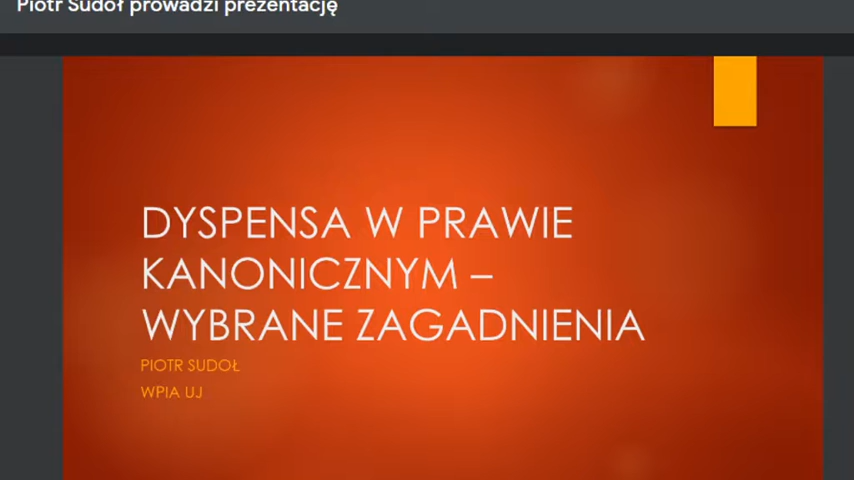 Piotr Sudoł prowadzi prezentację
DYSPENSA W PRAWIE
KANONICZNYM –
WYBRANE ZAGADNIENIA
PIOTR SUDOŁ
WPIA UJ